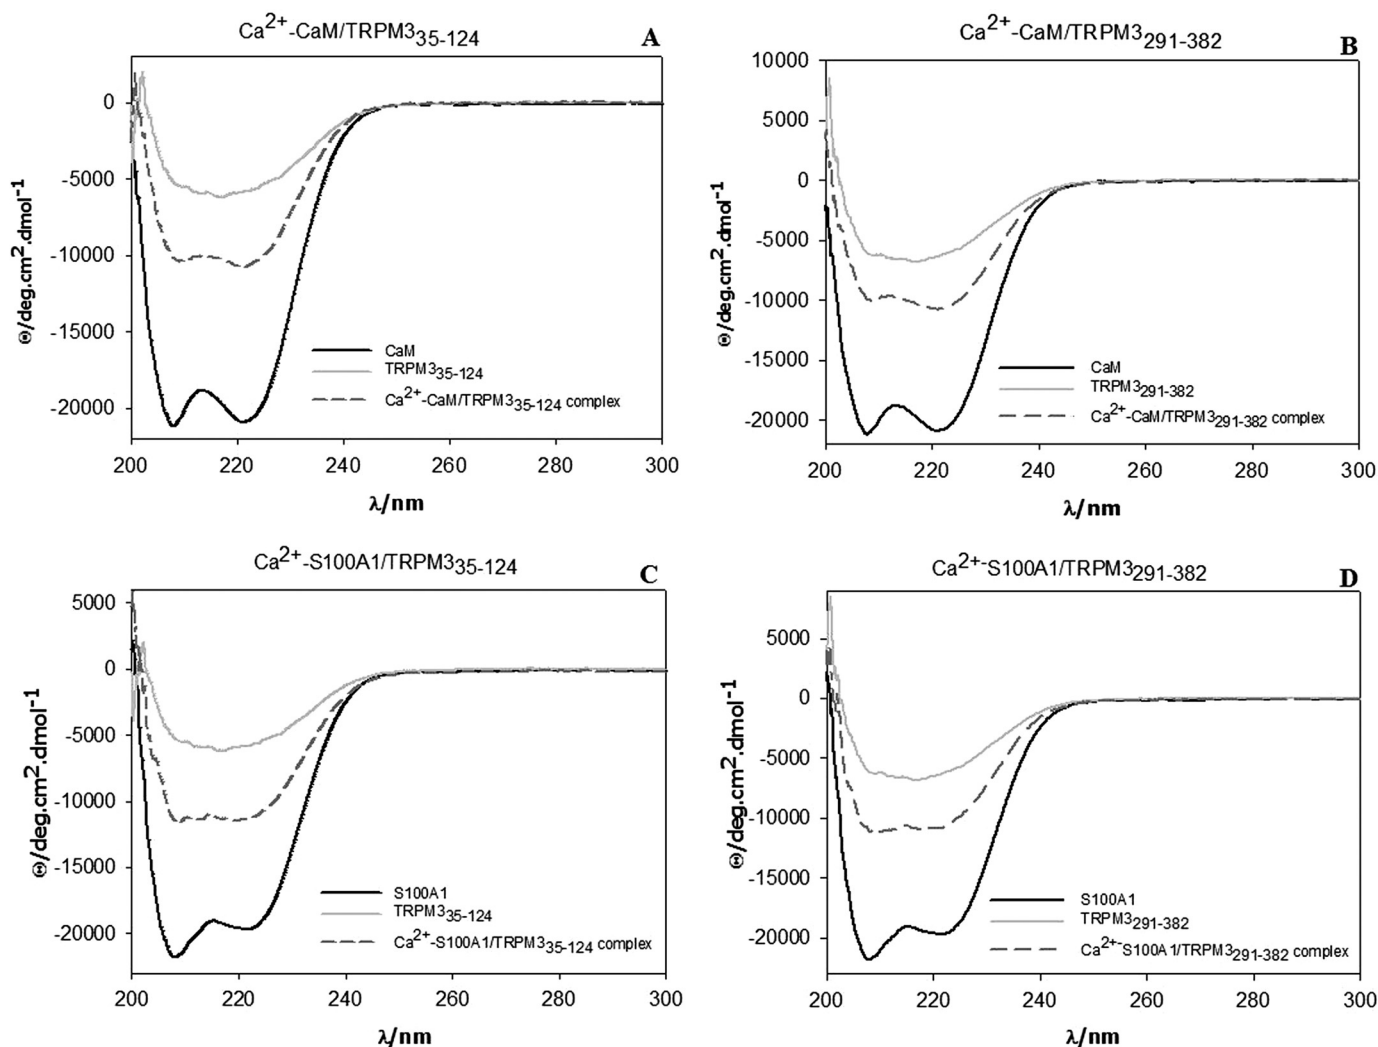 Ca²⁺-CaM/TRPM3₃₅₋₁₂₄
A
0
-5000
-10000
-15000
-20000
Θ/deg.cm².dmol⁻¹
CaM
TRPM3₃₅₋₁₂₄
Ca²⁺-CaM/TRPM3₃₅₋₁₂₄ complex
200 220 240 260 280 300
λ/nm
Ca²⁺-CaM/TRPM3₂₉₁₋₃₈₂
B
10000
5000
0
-5000
-10000
-15000
-20000
Θ/deg.cm².dmol⁻¹
CaM
TRPM3₂₉₁₋₃₈₂
Ca²⁺-CaM/TRPM3₂₉₁₋₃₈₂ complex
200 220 240 260 280 300
λ/nm
Ca²⁺-S100A1/TRPM3₃₅₋₁₂₄
C
5000
0
-5000
-10000
-15000
-20000
Θ/deg.cm².dmol⁻¹
S100A1
TRPM3₃₅₋₁₂₄
Ca²⁺-S100A1/TRPM3₃₅₋₁₂₄ complex
200 220 240 260 280 300
λ/nm
Ca²⁺⁻S100A1/TRPM3₂₉₁₋₃₈₂
D
5000
0
-5000
-10000
-15000
-20000
Θ/deg.cm².dmol⁻¹
S100A1
TRPM3₂₉₁₋₃₈₂
Ca²⁺⁻S100A1/TRPM3₂₉₁₋₃₈₂ complex
200 220 240 260 280 300
λ/nm